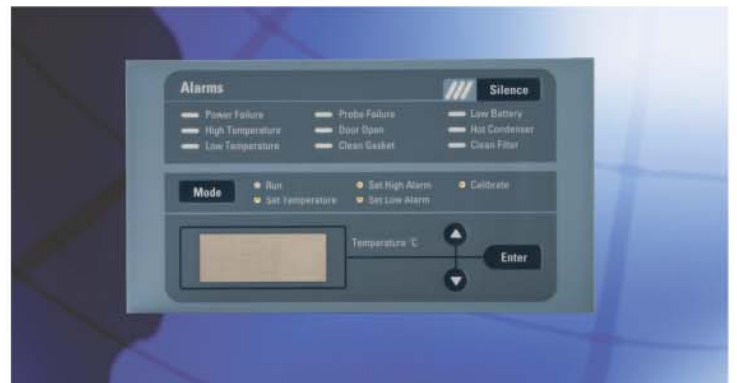 Alarms
Silence
Power Failure
Probe Failure
Low Battery
High Temperature
Door Open
Hot Condenser
Low Temperature
Clean Gasket
Clean Filter
Mode
Run
Set High Alarm
Calibrate
Set Temperature
Set Low Alarm
Temperature °C
Enter